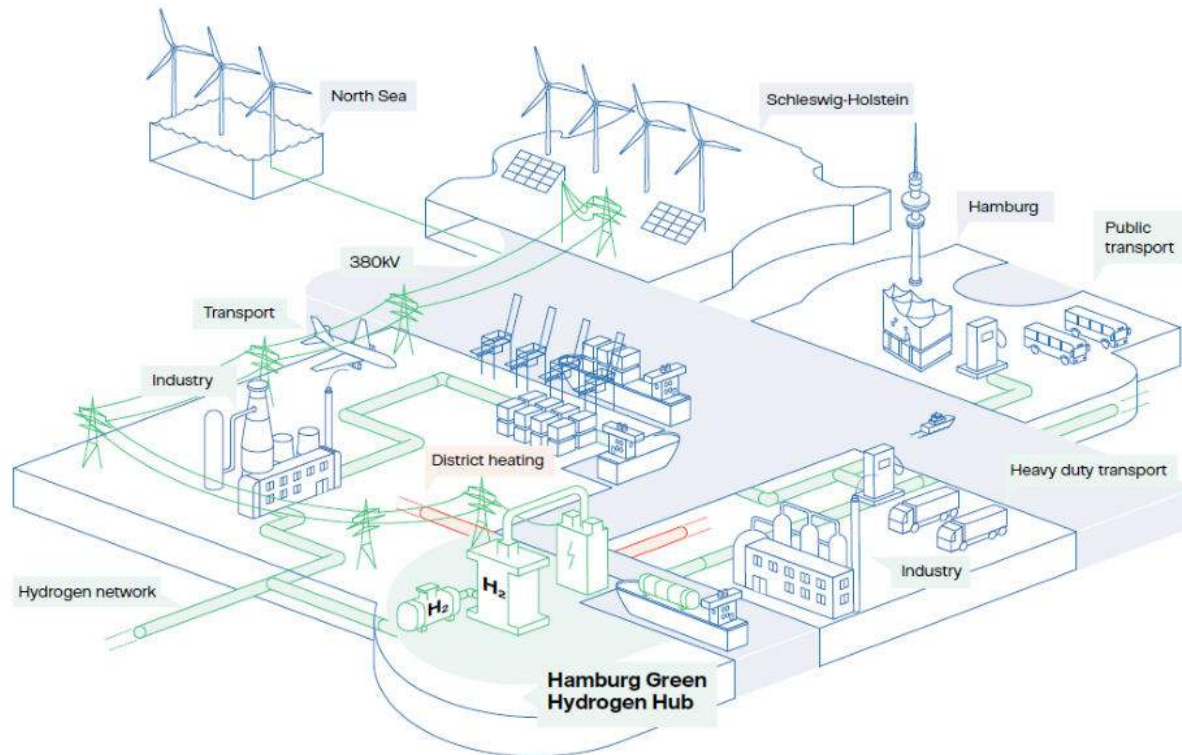 North Sea
Schleswig-Holstein
Hamburg
Public
transport
380kV
Transport
Industry
District heating
Heavy duty transport
H₂
H₂
Industry
Hydrogen network
Hamburg Green
Hydrogen Hub